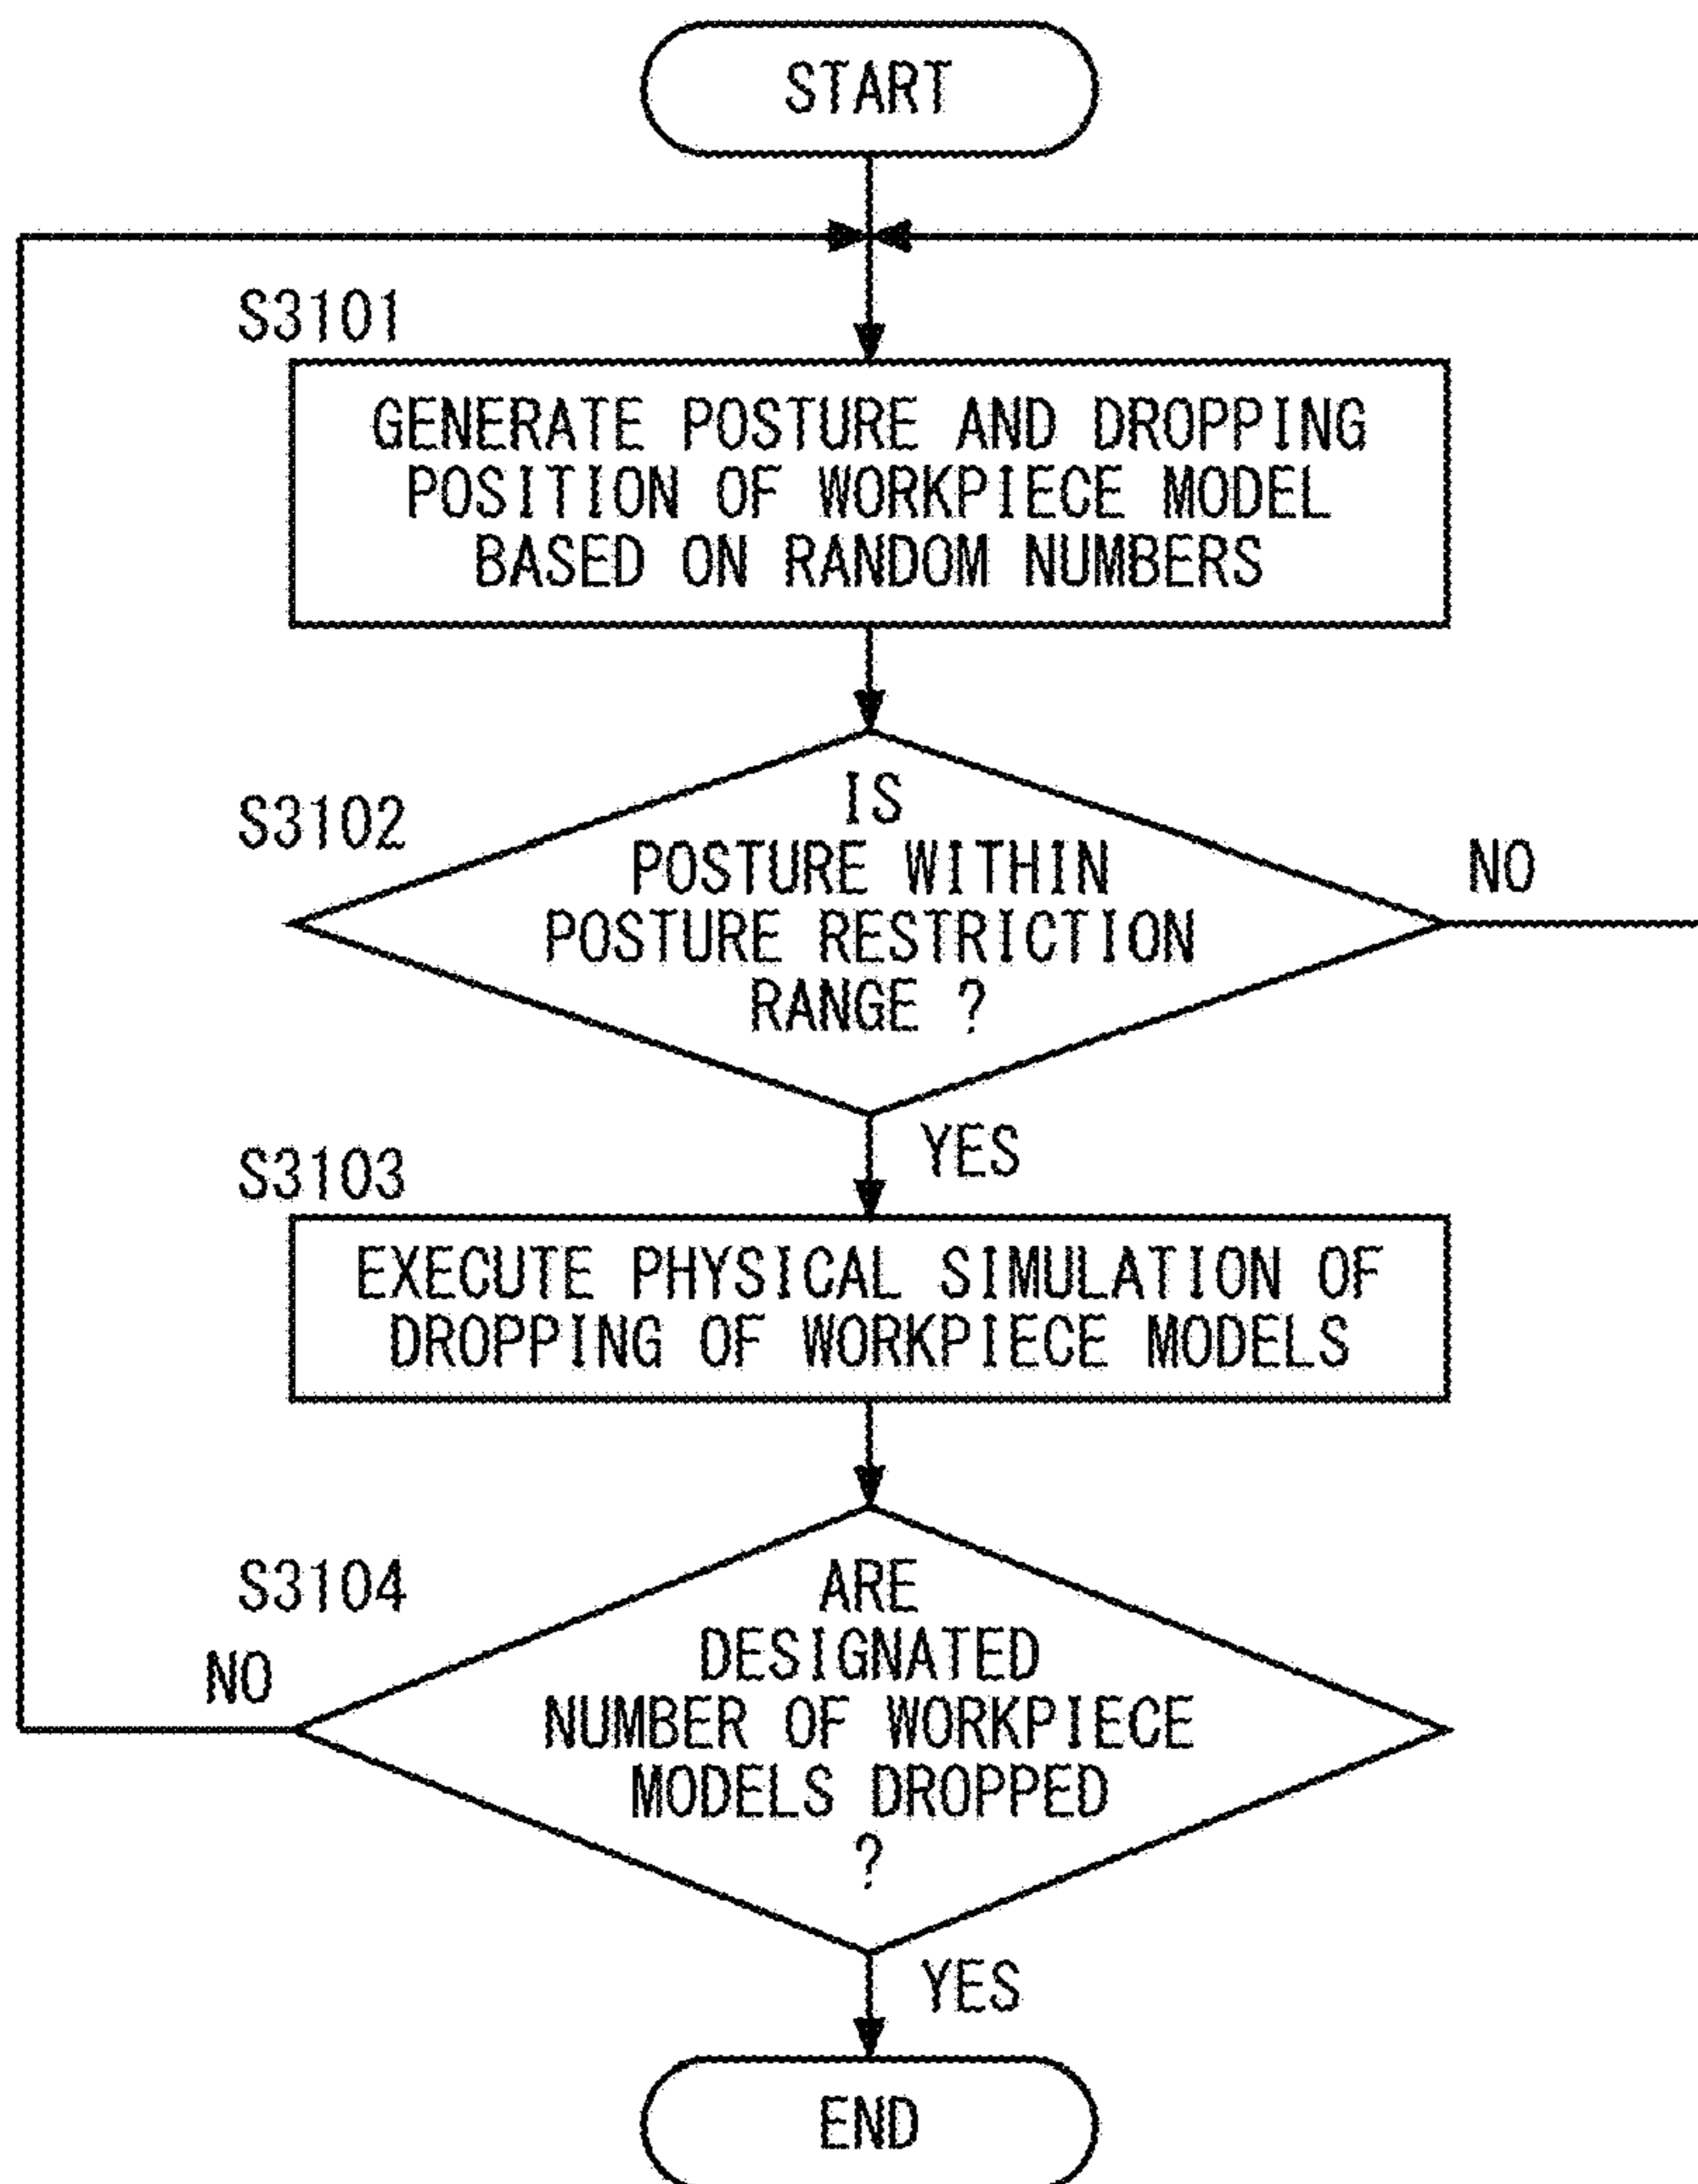 START
S3101
GENERATE POSTURE AND DROPPING
POSITION OF WORKPIECE MODEL
BASED ON RANDOM NUMBERS
S3102
IS
POSTURE WITHIN
POSTURE RESTRICTION
RANGE ?
NO
YES
S3103
EXECUTE PHYSICAL SIMULATION OF
DROPPING OF WORKPIECE MODELS
S3104
ARE
DESIGNATED
NUMBER OF WORKPIECE
MODELS DROPPED
?
NO
YES
END